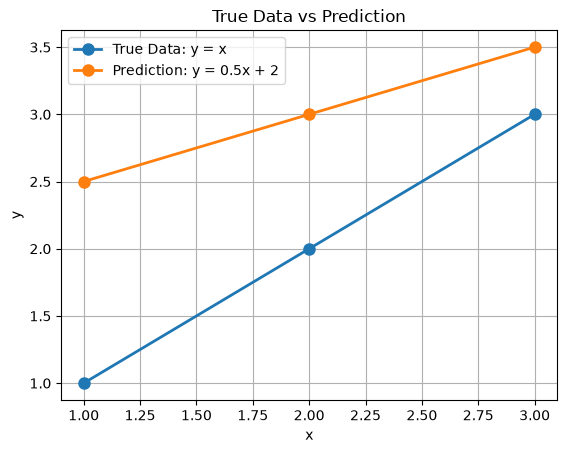 True Data vs Prediction
True Data: y = x
Prediction: y = 0.5x + 2
3.5
3.0
2.5
2.0
1.5
1.0
y
1.00 1.25 1.50 1.75 2.00 2.25 2.50 2.75 3.00
x